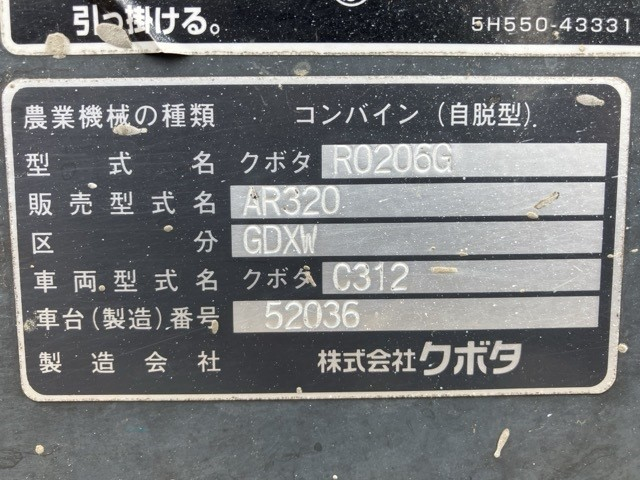 引っ掛ける。
5H550-43331
農業機械の種類 コンバイン(自脱型)
型式名 クボタ R0206G
販売型式名 AR320
区分 GDXW
車両型式名 クボタ C312
車台(製造)番号 52036
製造会社 株式会社クボタ